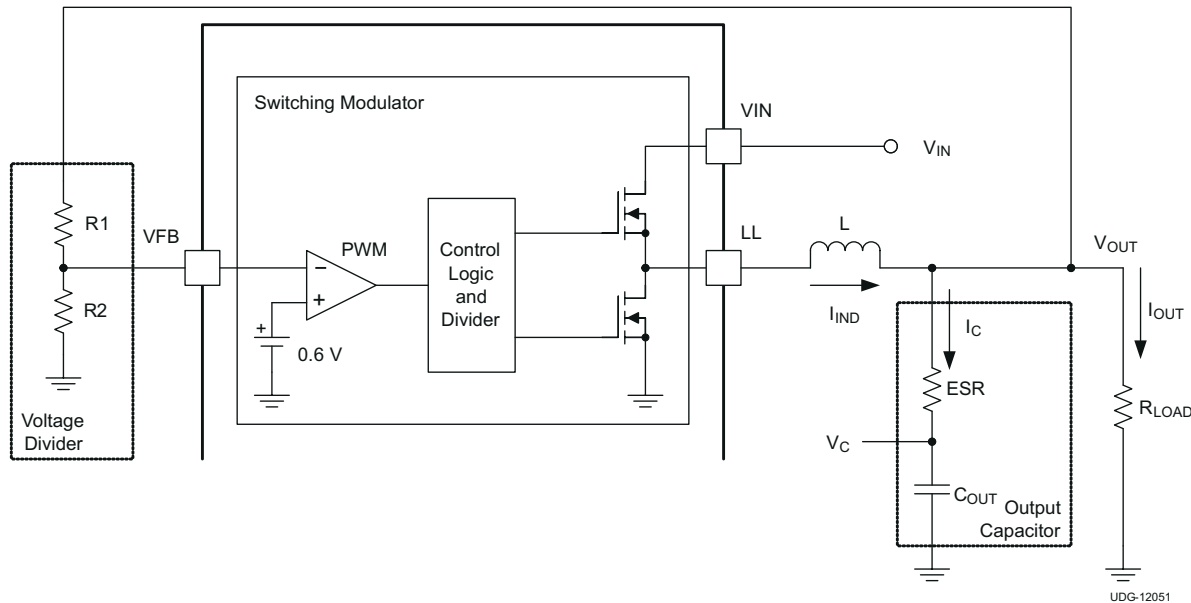 Switching Modulator
VIN
V_IN
R1
VFB
PWM
Control
Logic
and
Divider
LL
L
V_OUT
−
+
R2
+
0.6 V
I_IND
I_C
I_OUT
ESR
R_LOAD
Voltage
Divider
V_C
C_OUT
Output
Capacitor
UDG-12051